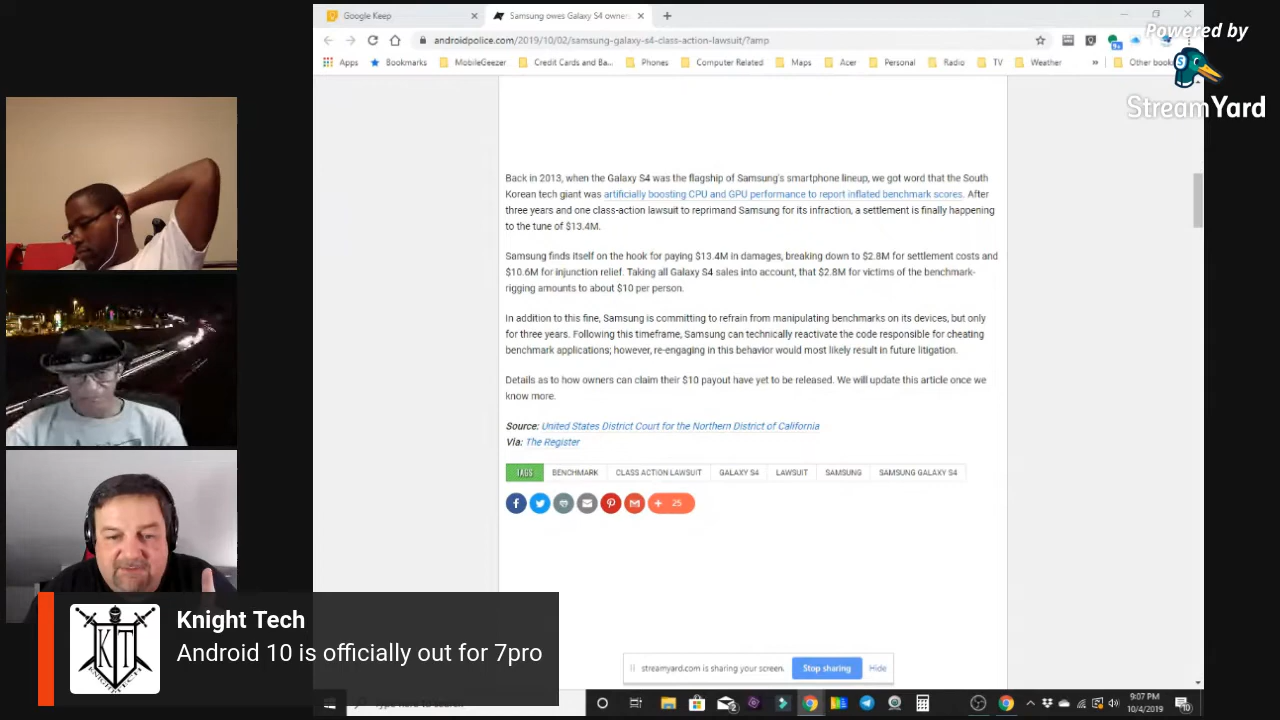 Google Keep
Samsung owes Galaxy S4 owner
androidpolice.com/2019/10/02/samsung-galaxy-s4-class-action-lawsuit/?amp
Powered by
StreamYard
Apps
Bookmarks
MobileGeezer
Credit Cards and Ba...
Phones
Computer Related
Maps
Acer
Personal
Radio
TV
Weather
»
Other book
Back in 2013, when the Galaxy S4 was the flagship of Samsung's smartphone lineup, we got word that the South
Korean tech giant was artificially boosting CPU and GPU performance to report inflated benchmark scores. After
three years and one class-action lawsuit to reprimand Samsung for its infraction, a settlement is finally happening
to the tune of $13.4M.
Samsung finds itself on the hook for paying $13.4M in damages, breaking down to $2.8M for settlement costs and
$10.6M for injunction relief. Taking all Galaxy S4 sales into account, that $2.8M for victims of the benchmark-
rigging amounts to about $10 per person.
In addition to this fine, Samsung is committing to refrain from manipulating benchmarks on its devices, but only
for three years. Following this timeframe, Samsung can technically reactivate the code responsible for cheating
benchmark applications; however, re-engaging in this behavior would most likely result in future litigation.
Details as to how owners can claim their $10 payout have yet to be released. We will update this article once we
know more.
Source: United States District Court for the Northern District of California
Via: The Register
TAGS BENCHMARK CLASS ACTION LAWSUIT GALAXY S4 LAWSUIT SAMSUNG SAMSUNG GALAXY S4
25
Knight Tech
Android 10 is officially out for 7pro
KT
streamyard.com is sharing your screen.
Stop sharing
Hide
Type here to search
9:07 PM
10/4/2019